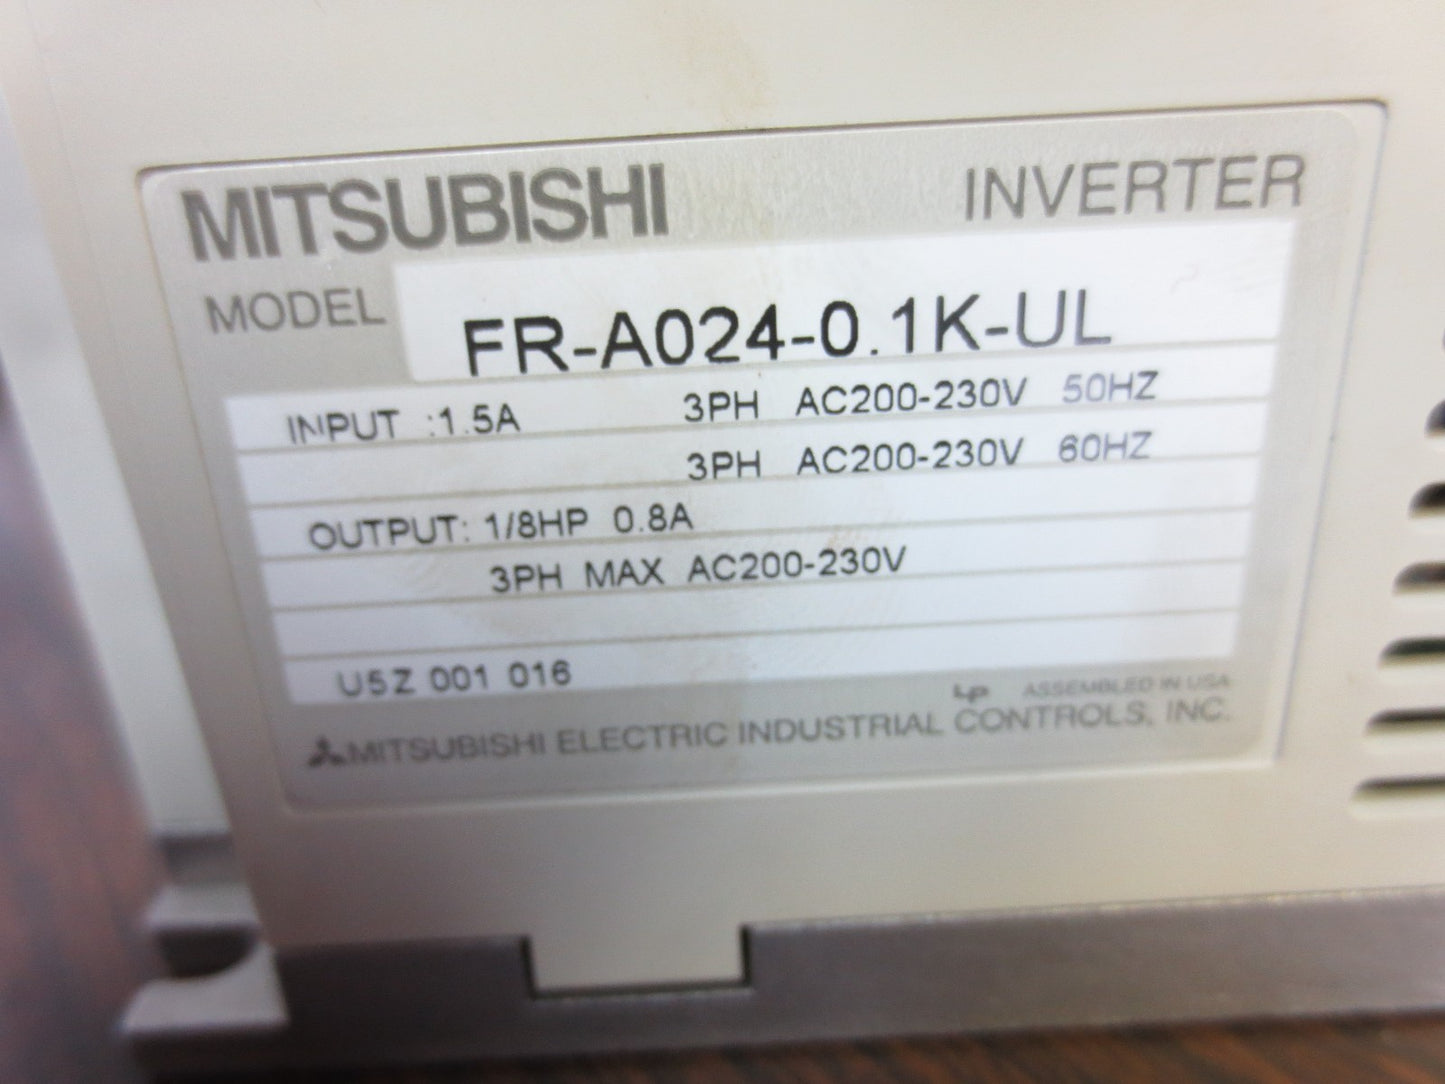 MITSUBISHI INVERTER
MODEL FR-A024-0.1K-UL
INPUT :1.5A 3PH AC200-230V 50HZ
3PH AC200-230V 60HZ
OUTPUT: 1/8HP 0.8A
3PH MAX AC200-230V
U5Z 001 016
LP ASSEMBLED IN USA
MITSUBISHI ELECTRIC INDUSTRIAL CONTROLS, INC.